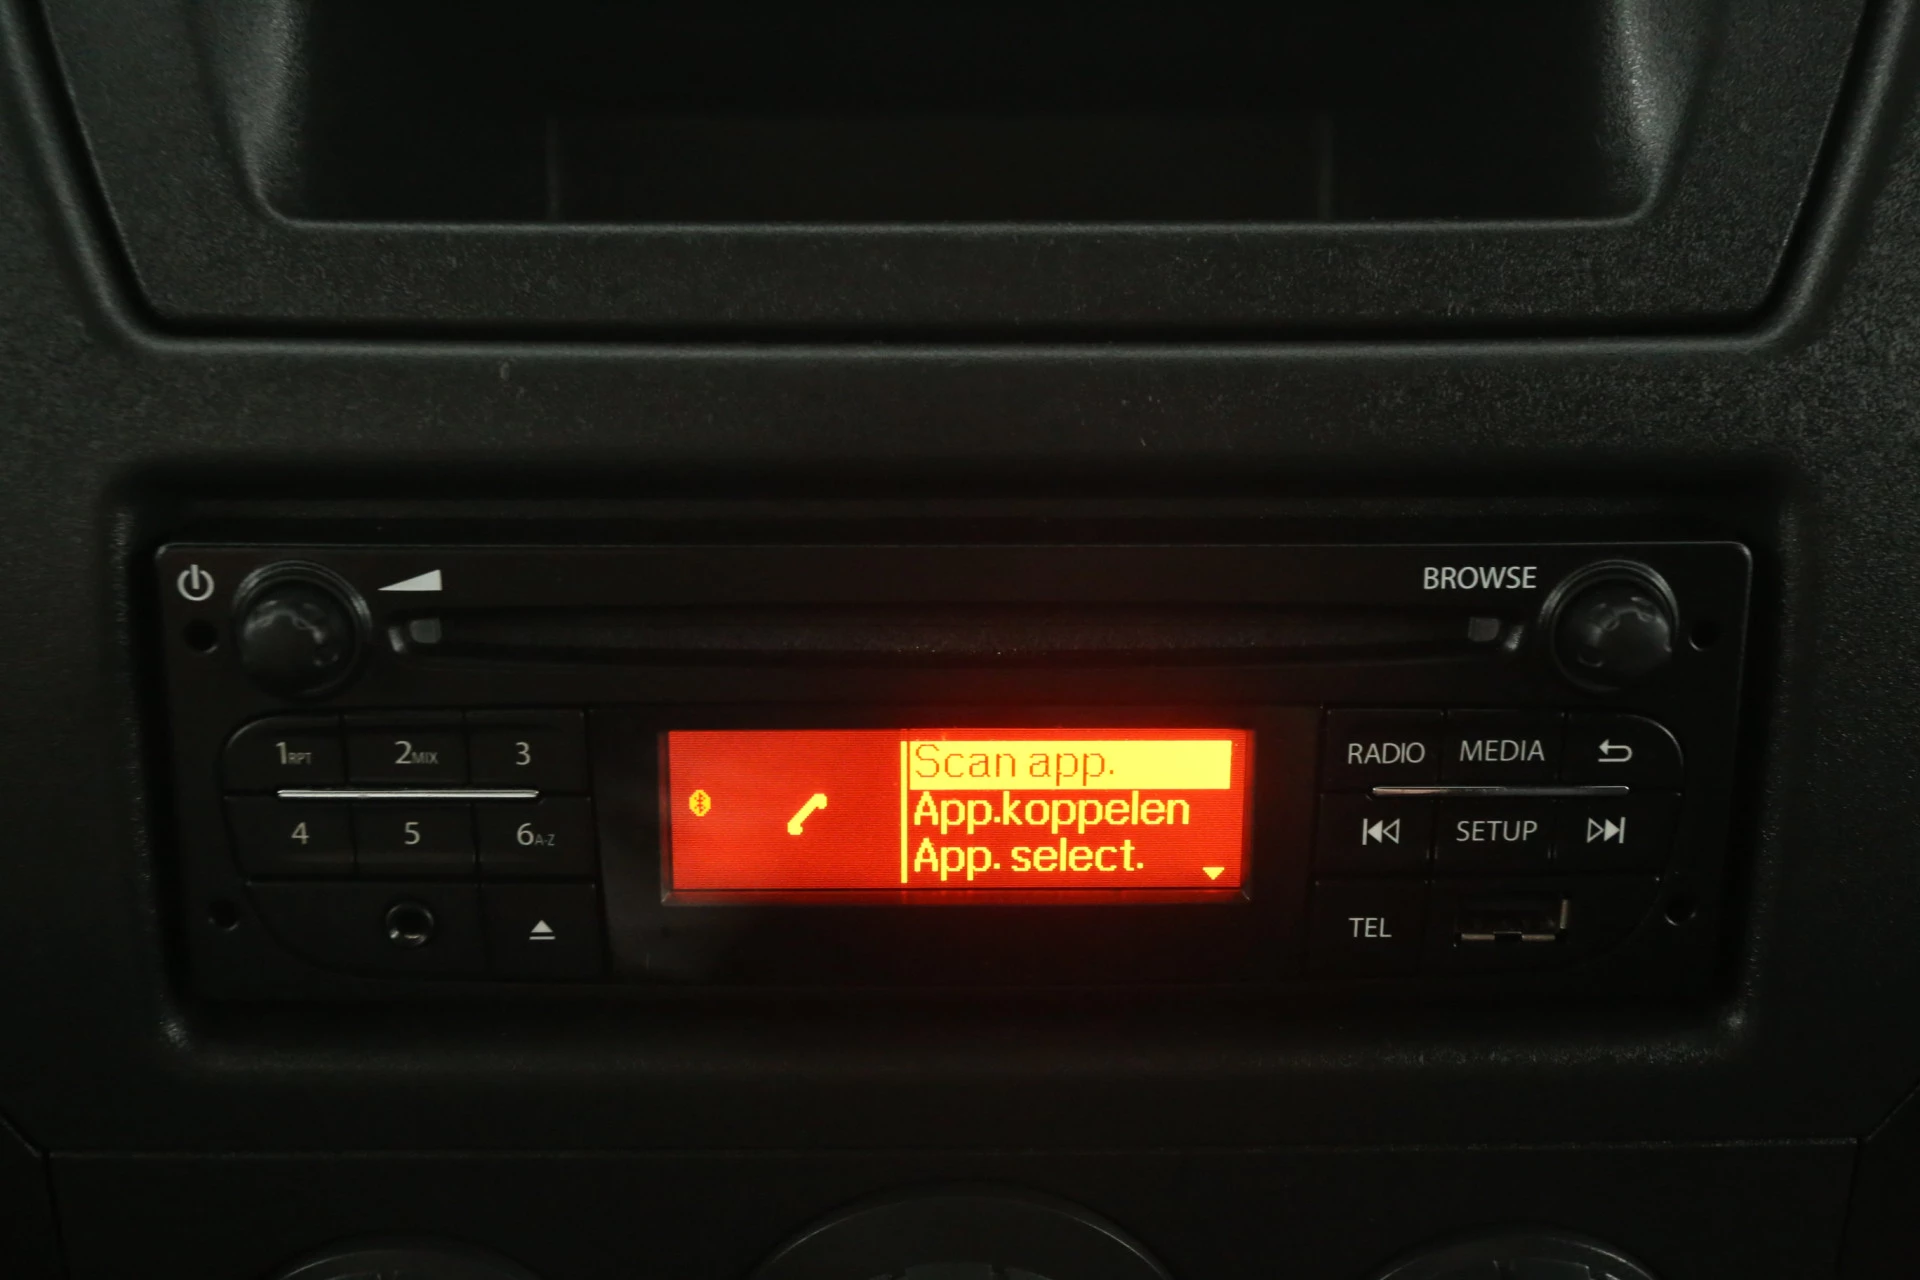 BROWSE
1RPT 2MIX 3
4 5 6A-Z
Scan app.
App.koppelen
App. select.
RADIO MEDIA
SETUP
TEL